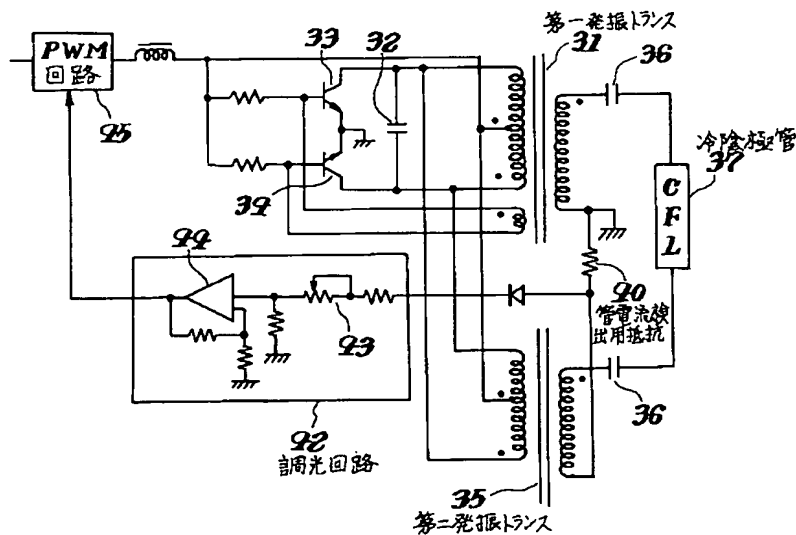 第一発振トランス
31
33
32
36
PWM
回路
45
冷陰極管
37
C
F
L
34
44
43
40
管電流検
出用抵抗
36
42
調光回路
35
第二発振トランス